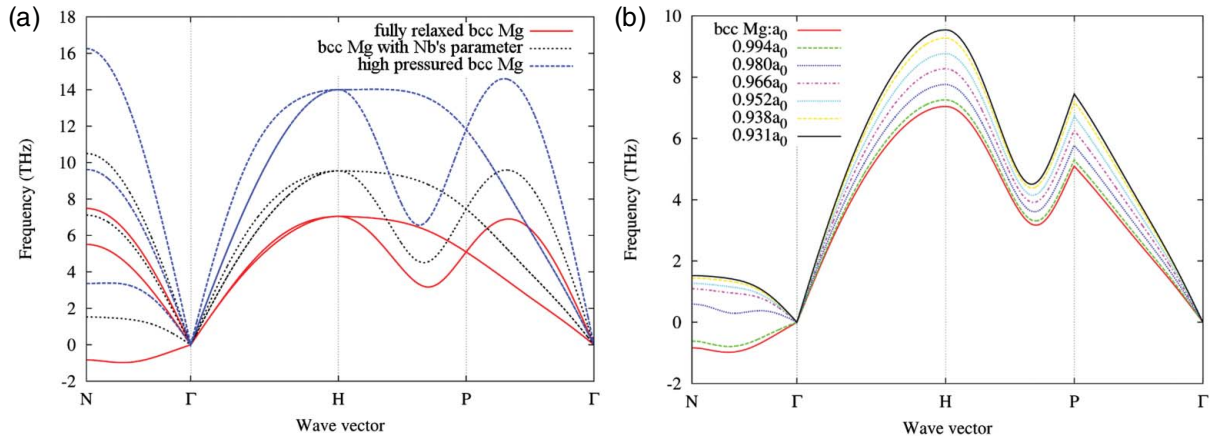 (a)
fully relaxed bcc Mg
bcc Mg with Nb's parameter
high pressured bcc Mg
18
16
14
12
10
8
6
4
2
0
-2
Frequency (THz)
N Γ H P Γ
Wave vector
(b)
bcc Mg:a0
0.994a0
0.980a0
0.966a0
0.952a0
0.938a0
0.931a0
10
8
6
4
2
0
-2
Frequency (THz)
N Γ H P Γ
Wave vector